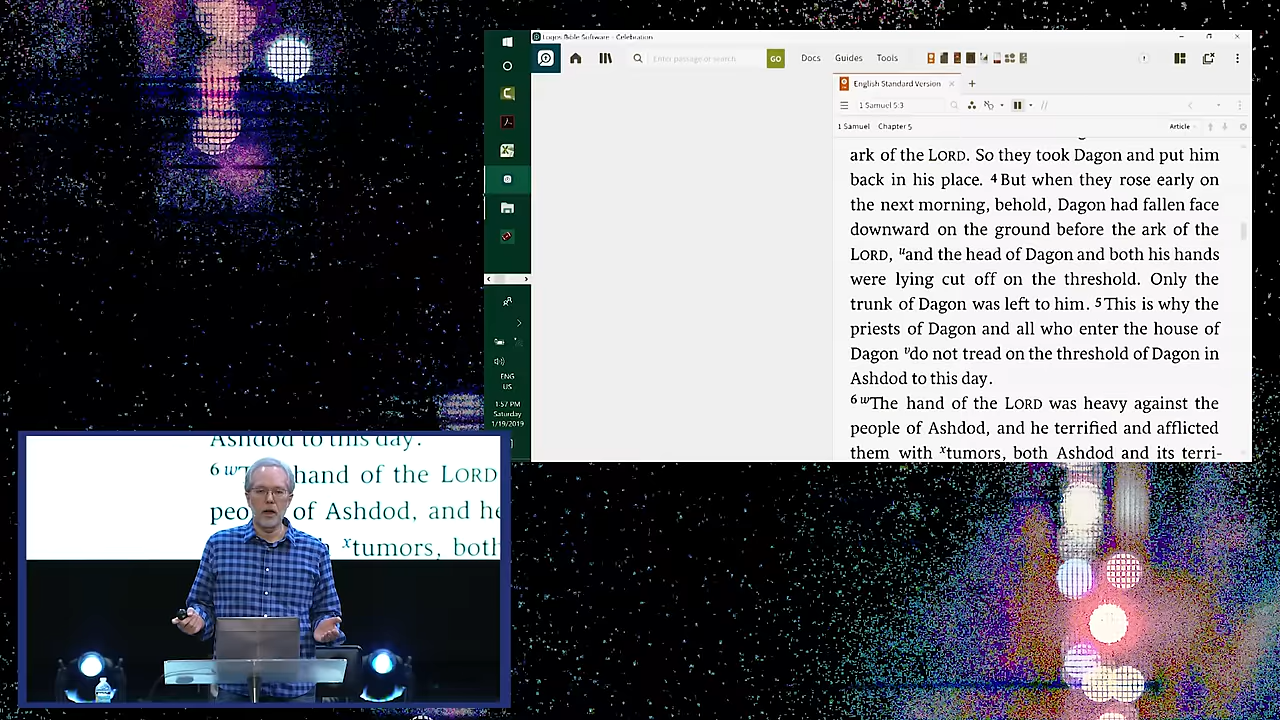 Logos Bible Software - Celebration
Enter passage or search
GO
Docs
Guides
Tools
English Standard Version
1 Samuel 5:3
1 Samuel Chapter 5
Article
ark of the LORD. So they took Dagon and put him
back in his place. 4 But when they rose early on
the next morning, behold, Dagon had fallen face
downward on the ground before the ark of the
LORD, u and the head of Dagon and both his hands
were lying cut off on the threshold. Only the
trunk of Dagon was left to him. 5 This is why the
priests of Dagon and all who enter the house of
Dagon v do not tread on the threshold of Dagon in
Ashdod to this day.
6 w The hand of the LORD was heavy against the
people of Ashdod, and he terrified and afflicted
them with x tumors, both Ashdod and its terri-
ENG
US
1:57 PM
Saturday
1/19/2019
Ashdod to this day.
6 w hand of the LORD
of Ashdod, and he
x tumors, both